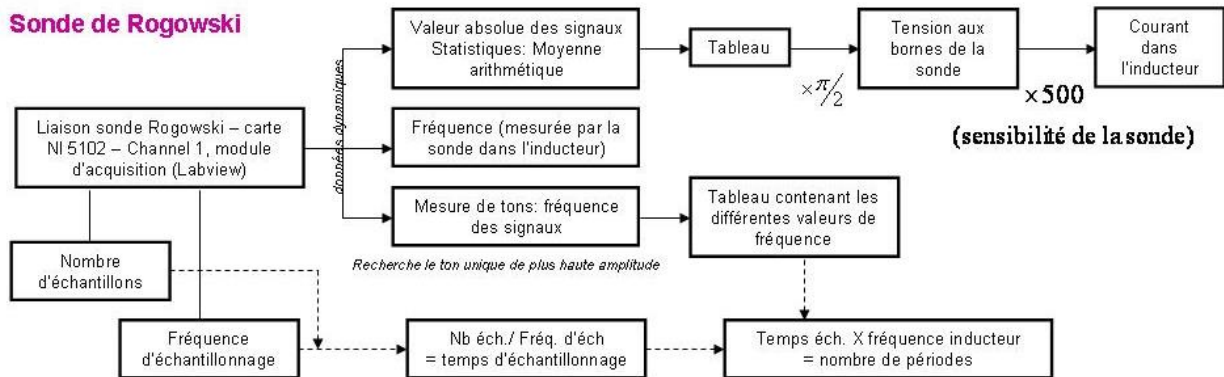 Sonde de Rogowski
Valeur absolue des signaux
Statistiques: Moyenne
arithmétique
Tableau
×π/2
Tension aux
bornes de la
sonde
×500
(sensibilité de la sonde)
Courant
dans
l'inducteur
Liaison sonde Rogowski – carte
NI 5102 – Channel 1, module
d'acquisition (Labview)
données dynamiques
Fréquence (mesurée par la
sonde dans l'inducteur)
Mesure de tons: fréquence
des signaux
Recherche le ton unique de plus haute amplitude
Tableau contenant les
différentes valeurs de
fréquence
Nombre
d'échantillons
Fréquence
d'échantillonnage
Nb éch./ Fréq. d'éch
= temps d'échantillonnage
Temps éch. X fréquence inducteur
= nombre de périodes